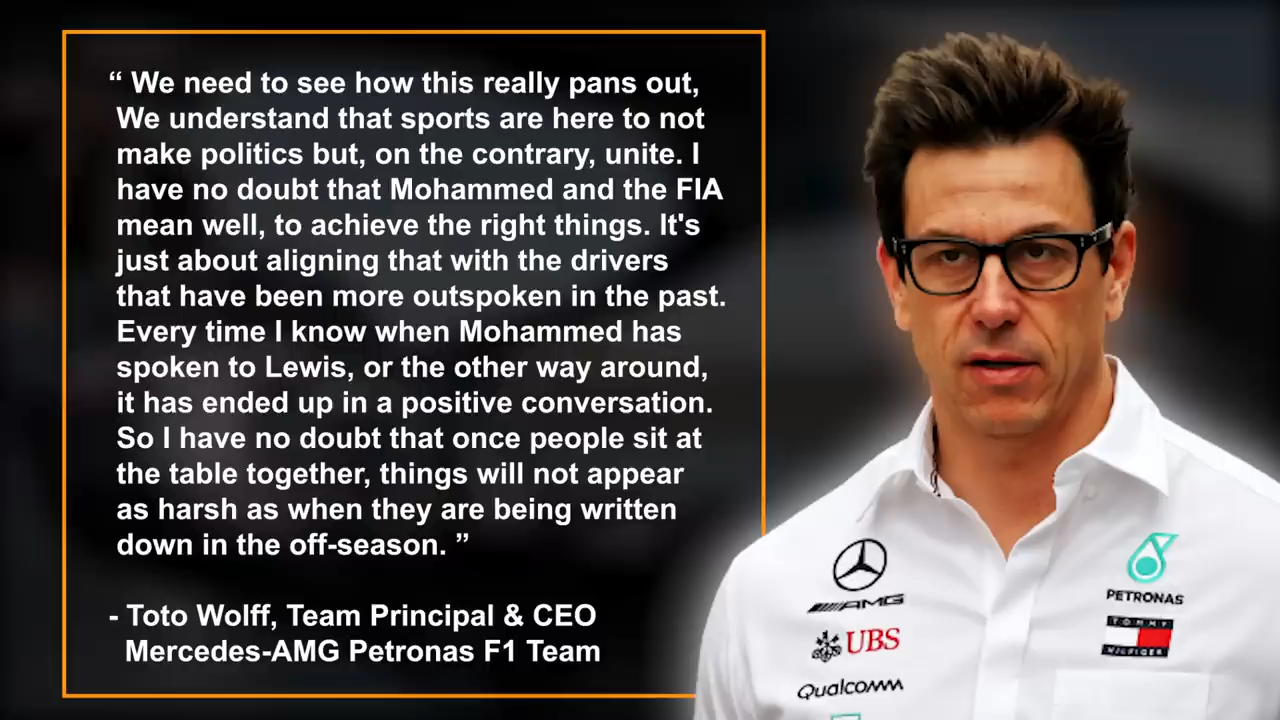 “ We need to see how this really pans out,
We understand that sports are here to not
make politics but, on the contrary, unite. I
have no doubt that Mohammed and the FIA
mean well, to achieve the right things. It's
just about aligning that with the drivers
that have been more outspoken in the past.
Every time I know when Mohammed has
spoken to Lewis, or the other way around,
it has ended up in a positive conversation.
So I have no doubt that once people sit at
the table together, things will not appear
as harsh as when they are being written
down in the off-season. ”
- Toto Wolff, Team Principal & CEO
Mercedes-AMG Petronas F1 Team
AMG
UBS
Qualcomm
PETRONAS
TOMMY
HILFIGER